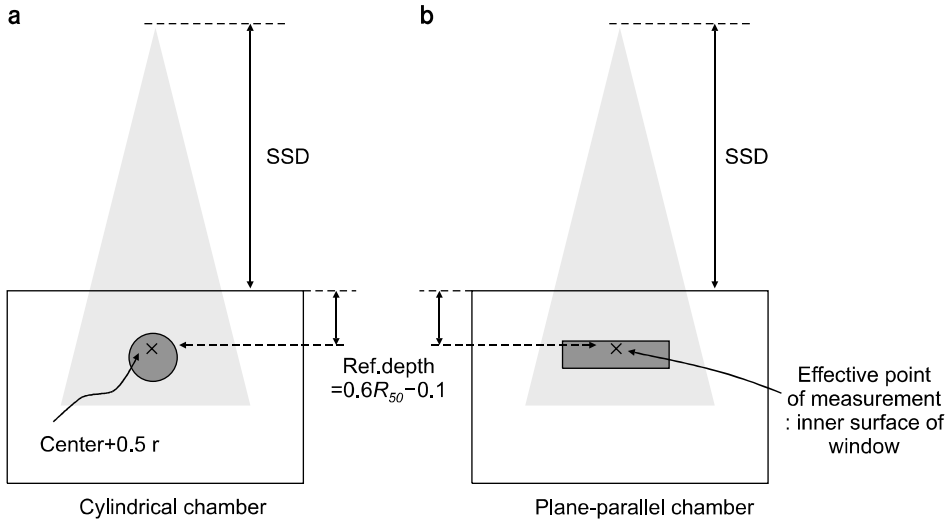 a
SSD
Ref.depth
=0.6R50−0.1
Center+0.5 r
Cylindrical chamber
b
SSD
Effective point
of measurement
: inner surface of
window
Plane-parallel chamber